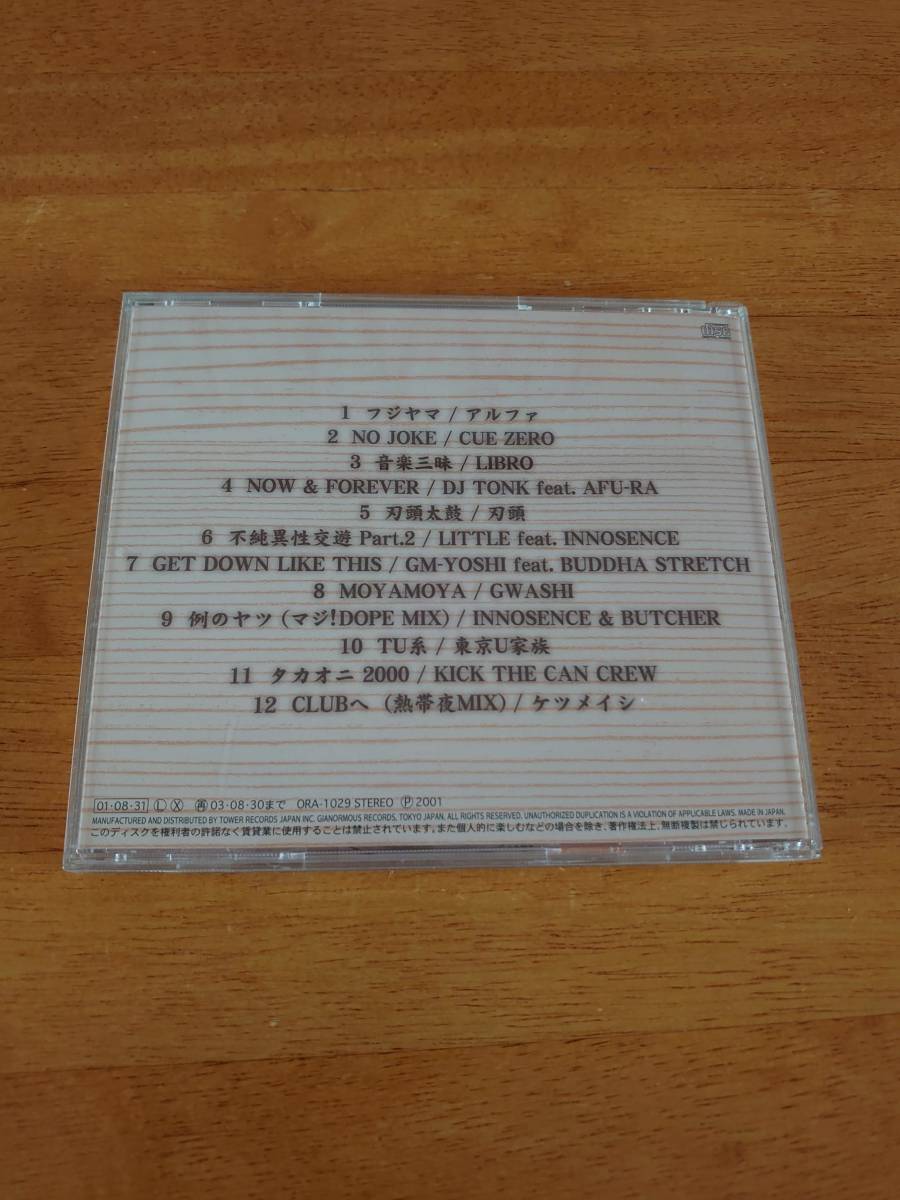 disc
1 フジヤマ / アルファ
2 NO JOKE / CUE ZERO
3 音楽三昧 / LIBRO
4 NOW & FOREVER / DJ TONK feat. AFU-RA
5 刃頭太鼓 / 刃頭
6 不純異性交遊 Part.2 / LITTLE feat. INNOSENCE
7 GET DOWN LIKE THIS / GM-YOSHI feat. BUDDHA STRETCH
8 MOYAMOYA / GWASHI
9 例のヤツ (マジ!DOPE MIX) / INNOSENCE & BUTCHER
10 TU系 / 東京U家族
11 タカオニ 2000 / KICK THE CAN CREW
12 CLUBへ (熱帯夜MIX) / ケツメイシ
01・08・31 Ⓛ Ⓧ ㊞03・08・30まで ORA-1029 STEREO Ⓟ2001
MANUFACTURED AND DISTRIBUTED BY TOWER RECORDS JAPAN INC. GIANORMOUS RECORDS, TOKYO JAPAN, ALL RIGHTS RESERVED. UNAUTHORIZED DUPLICATION IS A VIOLATION OF APPLICABLE LAWS. MADE IN JAPAN.
このディスクを権利者の許諾なく賃貸業に使用することは禁止されています。また個人的に楽しむなどの場合を除き、著作権法上、無断複製は禁じられています。